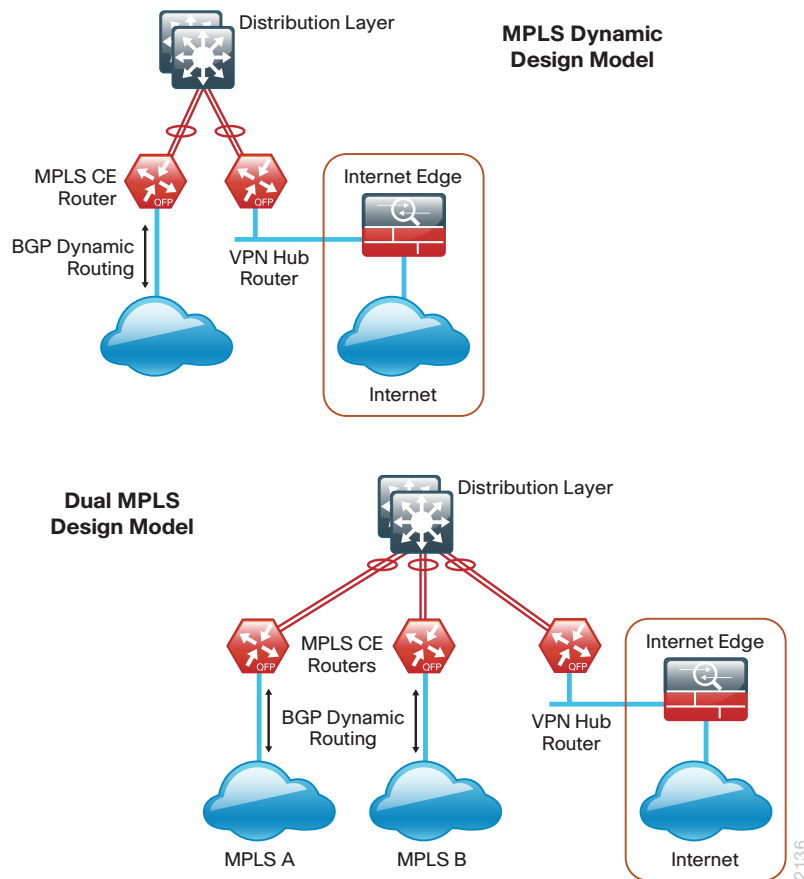 Distribution Layer
MPLS Dynamic
Design Model
MPLS CE
Router
QFP
QFP
Internet Edge
BGP Dynamic
Routing
VPN Hub
Router
Internet
Dual MPLS
Design Model
Distribution Layer
QFP
MPLS CE
Routers
QFP
QFP
Internet Edge
BGP Dynamic
Routing
VPN Hub
Router
MPLS A
MPLS B
Internet
2136